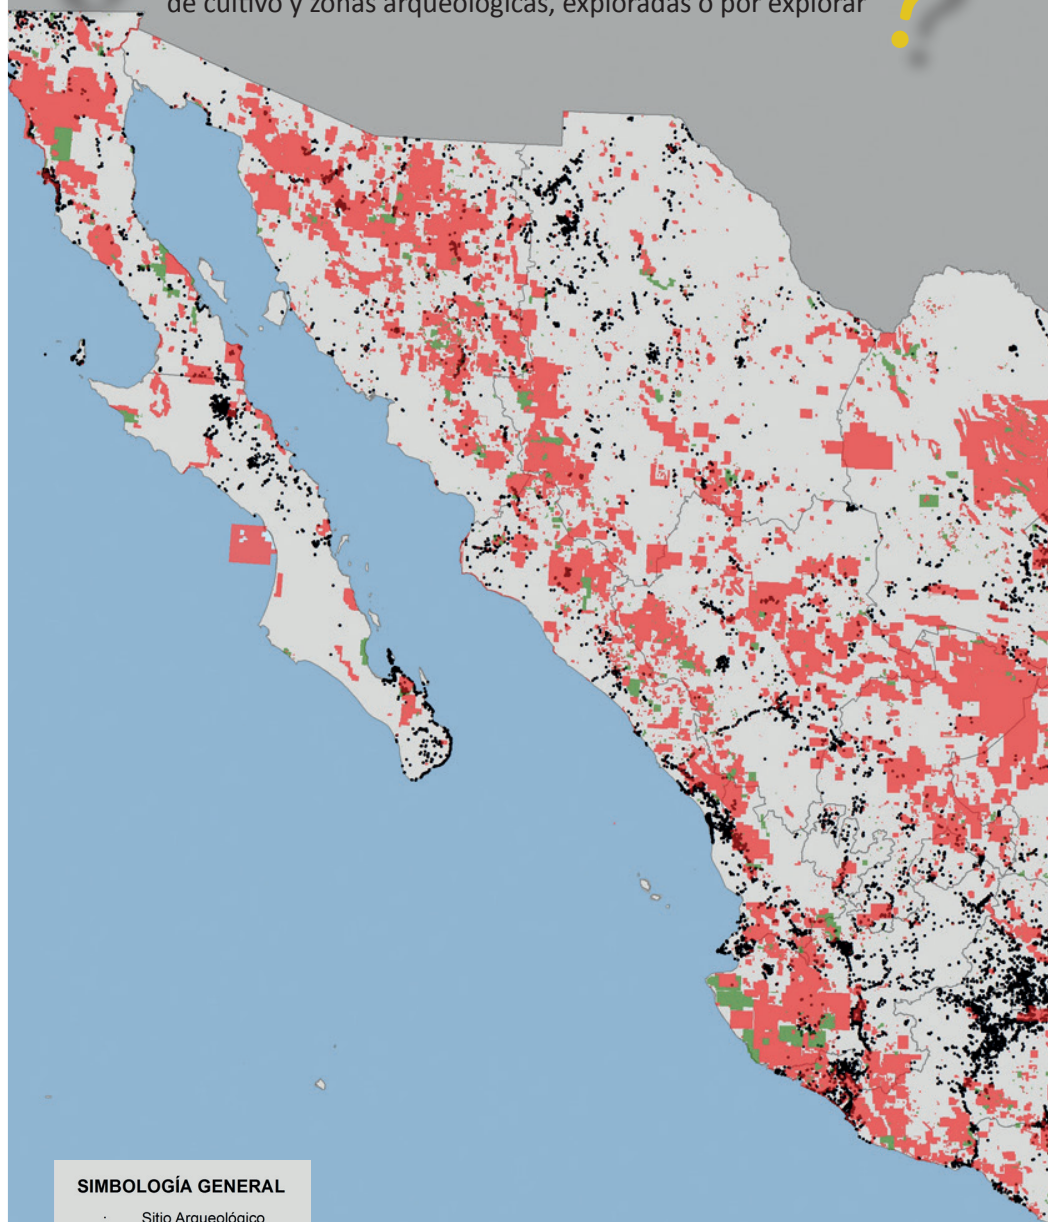 de cultivo y zonas arqueológicas, exploradas o por explorar
?
SIMBOLOGÍA GENERAL
Sitio Arqueológico